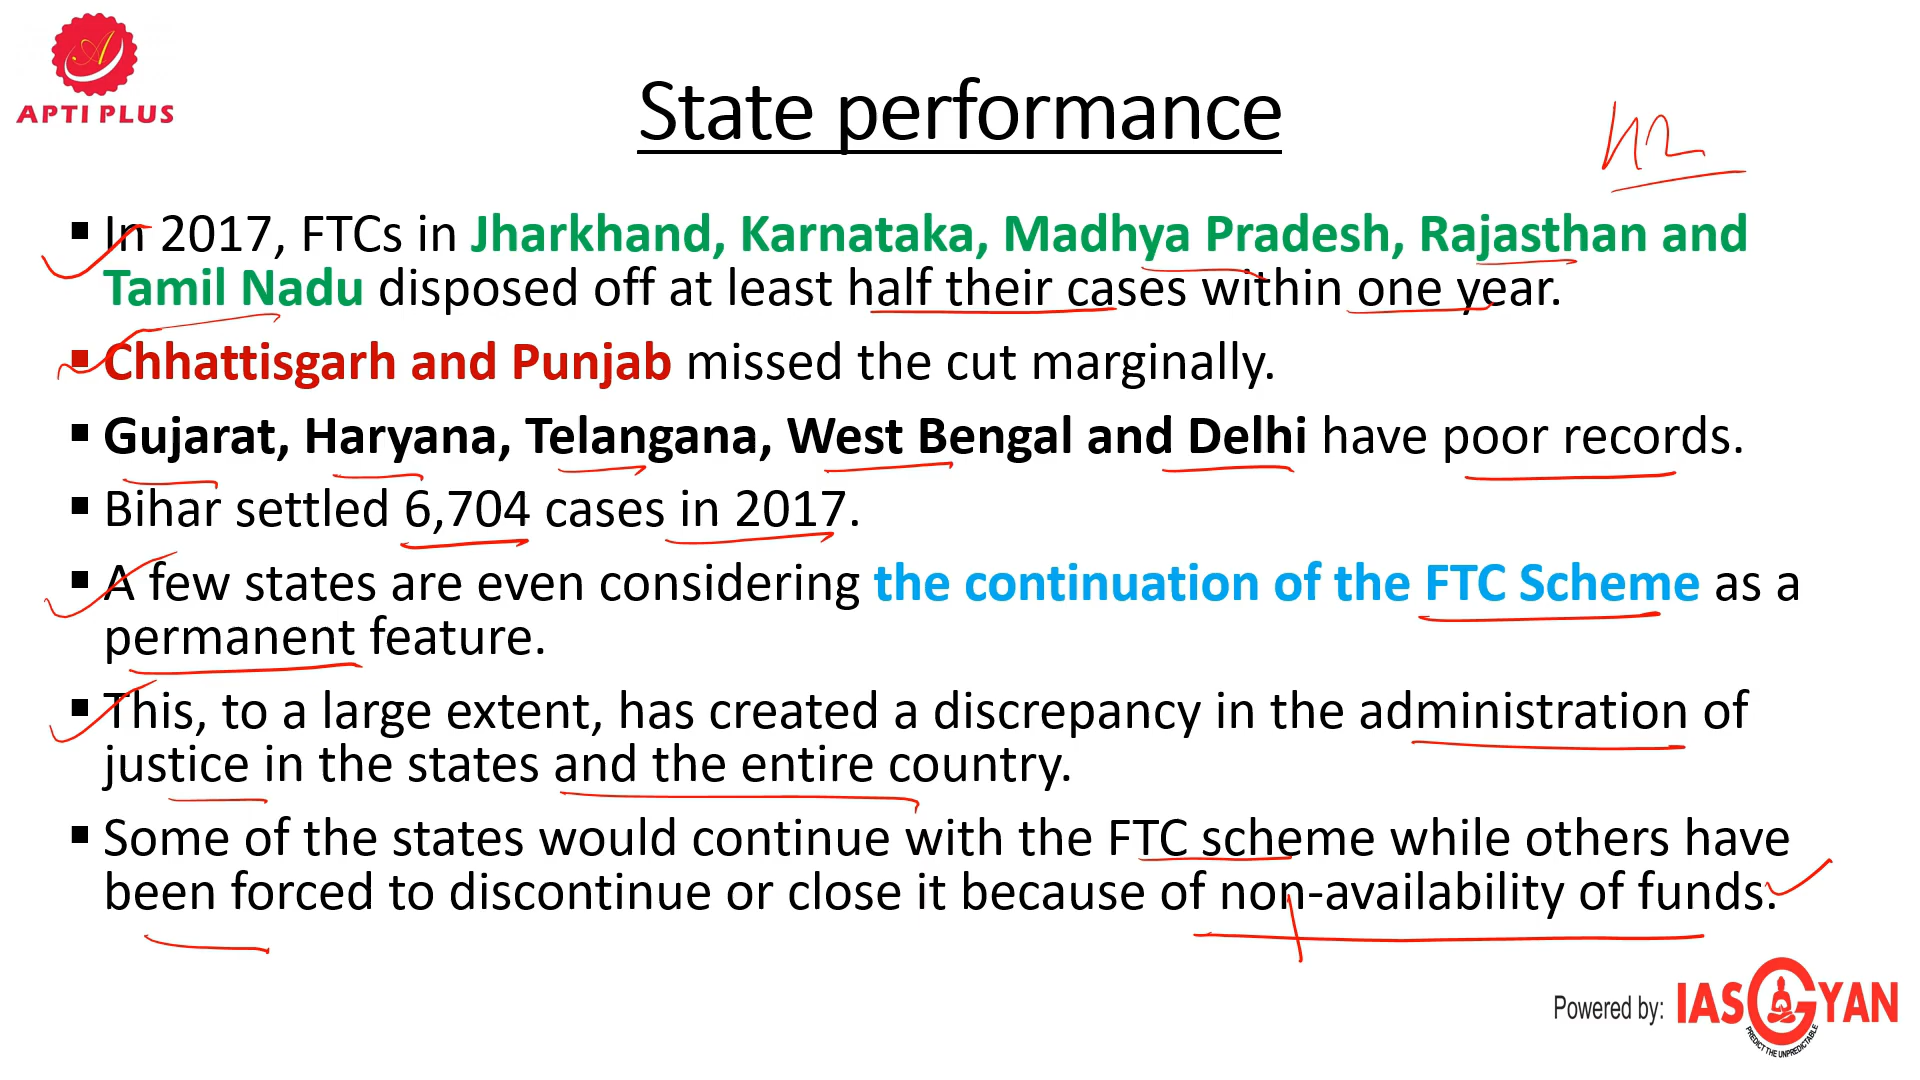 APTI PLUS
State performance
▪ In 2017, FTCs in Jharkhand, Karnataka, Madhya Pradesh, Rajasthan and
Tamil Nadu disposed off at least half their cases within one year.
▪ Chhattisgarh and Punjab missed the cut marginally.
▪ Gujarat, Haryana, Telangana, West Bengal and Delhi have poor records.
▪ Bihar settled 6,704 cases in 2017.
▪ A few states are even considering the continuation of the FTC Scheme as a
permanent feature.
▪ This, to a large extent, has created a discrepancy in the administration of
justice in the states and the entire country.
▪ Some of the states would continue with the FTC scheme while others have
been forced to discontinue or close it because of non-availability of funds.
Powered by: IAS GYAN
PREDICT THE UNPREDICTABLE